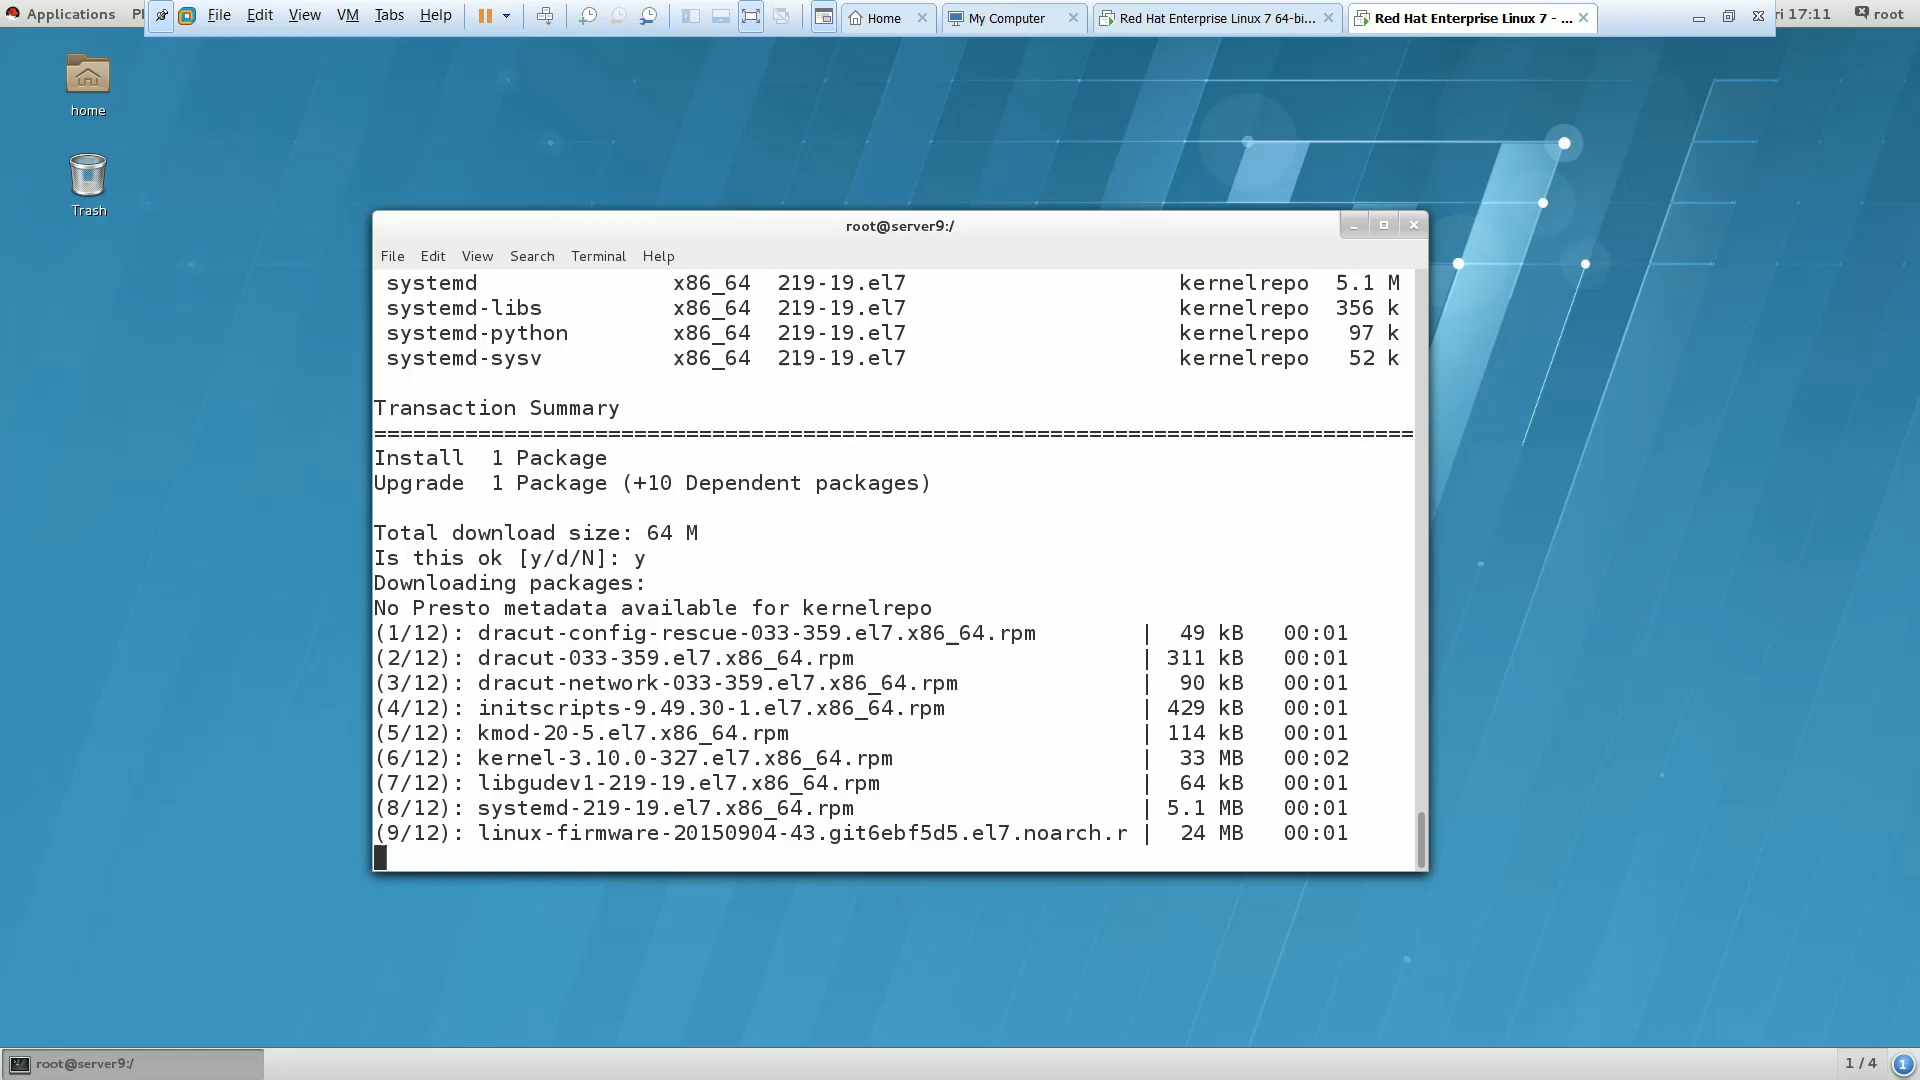 Applications
File Edit View VM Tabs Help
Home
My Computer
Red Hat Enterprise Linux 7 64-bi...
Red Hat Enterprise Linux 7 - ...
ri 17:11
root
home
Trash
root@server9:/
File Edit View Search Terminal Help
systemd x86_64 219-19.el7 kernelrepo 5.1 M
systemd-libs x86_64 219-19.el7 kernelrepo 356 k
systemd-python x86_64 219-19.el7 kernelrepo 97 k
systemd-sysv x86_64 219-19.el7 kernelrepo 52 k
Transaction Summary
================================================================================
Install 1 Package
Upgrade 1 Package (+10 Dependent packages)
Total download size: 64 M
Is this ok [y/d/N]: y
Downloading packages:
No Presto metadata available for kernelrepo
(1/12): dracut-config-rescue-033-359.el7.x86_64.rpm | 49 kB 00:01
(2/12): dracut-033-359.el7.x86_64.rpm | 311 kB 00:01
(3/12): dracut-network-033-359.el7.x86_64.rpm | 90 kB 00:01
(4/12): initscripts-9.49.30-1.el7.x86_64.rpm | 429 kB 00:01
(5/12): kmod-20-5.el7.x86_64.rpm | 114 kB 00:01
(6/12): kernel-3.10.0-327.el7.x86_64.rpm | 33 MB 00:02
(7/12): libgudev1-219-19.el7.x86_64.rpm | 64 kB 00:01
(8/12): systemd-219-19.el7.x86_64.rpm | 5.1 MB 00:01
(9/12): linux-firmware-20150904-43.git6ebf5d5.el7.noarch.r | 24 MB 00:01
root@server9:/
1 / 4
1